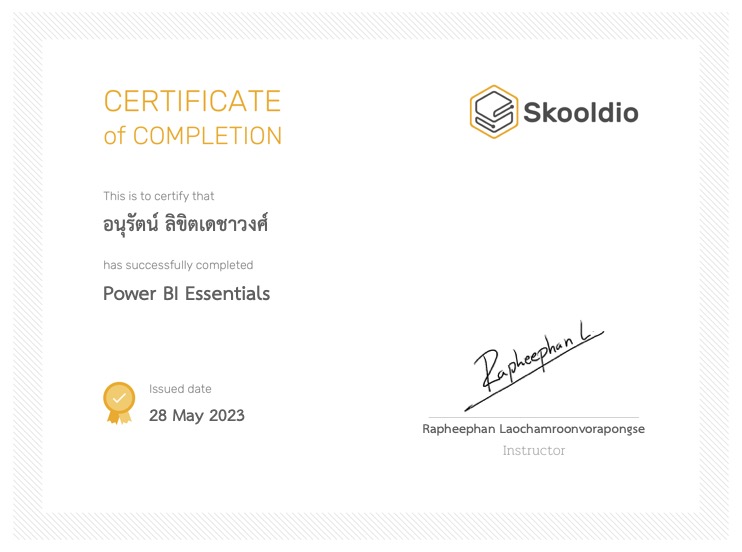 CERTIFICATE
of COMPLETION
Skooldio
This is to certify that
อนุรัตน์ ลิขิตเดชาวงศ์
has successfully completed
Power BI Essentials
Rapheephan L.
Issued date
28 May 2023
Rapheephan Laochamroonvorapongse
Instructor